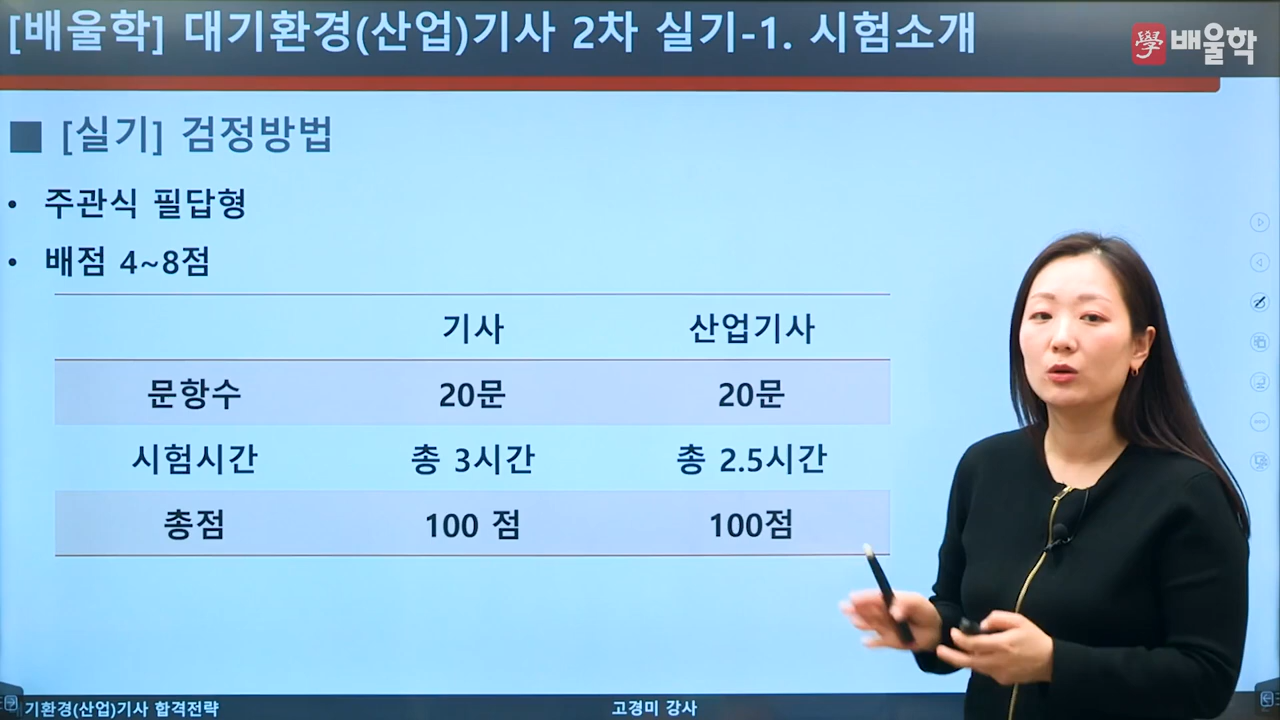 [배울학] 대기환경(산업)기사 2차 실기-1. 시험소개
學 배울학
■ [실기] 검정방법
• 주관식 필답형
• 배점 4~8점
기사 산업기사
문항수 20문 20문
시험시간 총 3시간 총 2.5시간
총점 100 점 100점
기환경(산업)기사 합격전략 고경미 강사